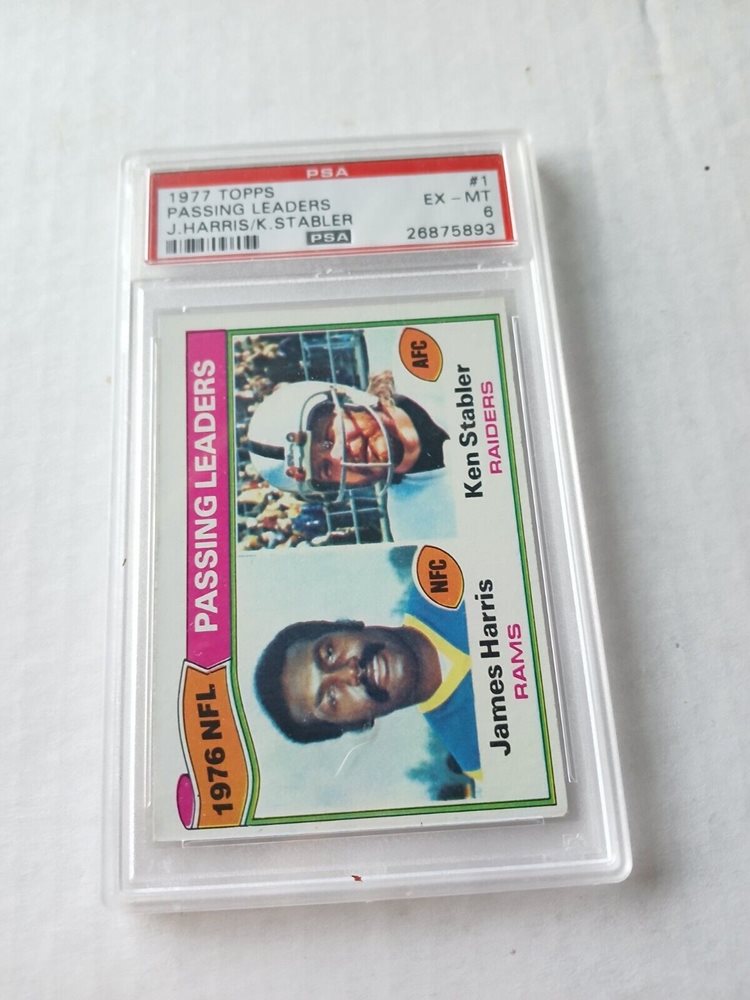 PSA
1977 TOPPS #1
PASSING LEADERS EX - MT
J.HARRIS/K.STABLER 6
PSA 26875893
1976 NFL PASSING LEADERS
NFC
James Harris
RAMS
AFC
Ken Stabler
RAIDERS